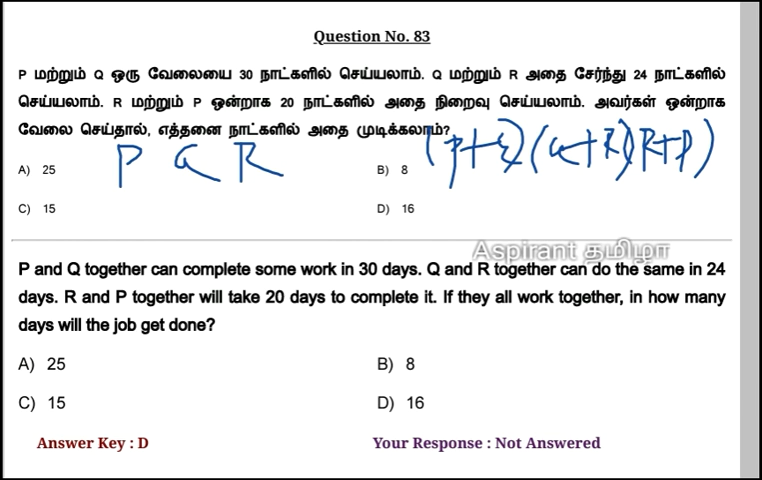 Question No. 83
P மற்றும் Q ஒரு வேலையை 30 நாட்களில் செய்யலாம். Q மற்றும் R அதை சேர்ந்து 24 நாட்களில்
செய்யலாம். R மற்றும் P ஒன்றாக 20 நாட்களில் அதை நிறைவு செய்யலாம். அவர்கள் ஒன்றாக
வேலை செய்தால், எத்தனை நாட்களில் அதை முடிக்கலாம்?
P Q R (P+Q) (Q+R) (R+P)
A) 25 B) 8
C) 15 D) 16
Aspirant தமிழா
P and Q together can complete some work in 30 days. Q and R together can do the same in 24
days. R and P together will take 20 days to complete it. If they all work together, in how many
days will the job get done?
A) 25 B) 8
C) 15 D) 16
Answer Key : D Your Response : Not Answered